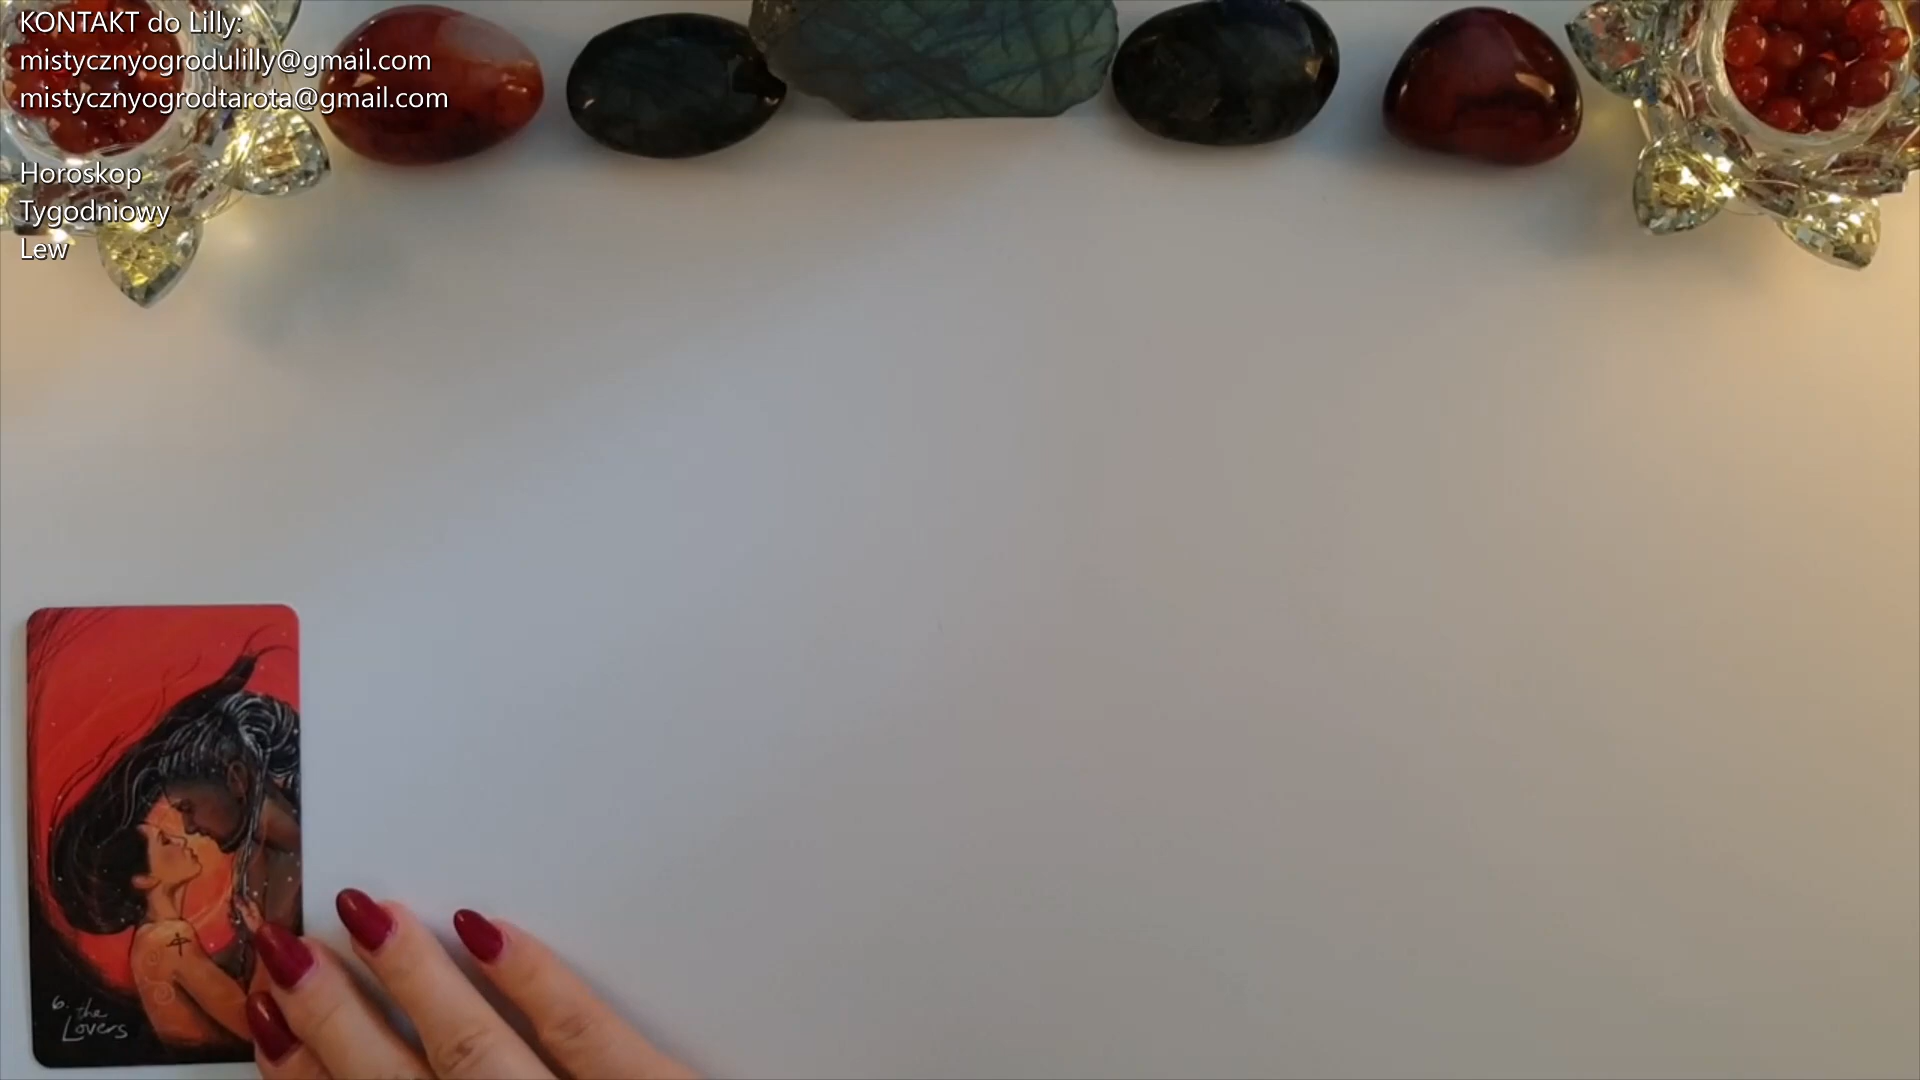 KONTAKT do Lilly:
mistycznyogrodulilly@gmail.com
mistycznyogrodtarota@gmail.com
Horoskop
Tygodniowy
Lew
6. the
Lovers